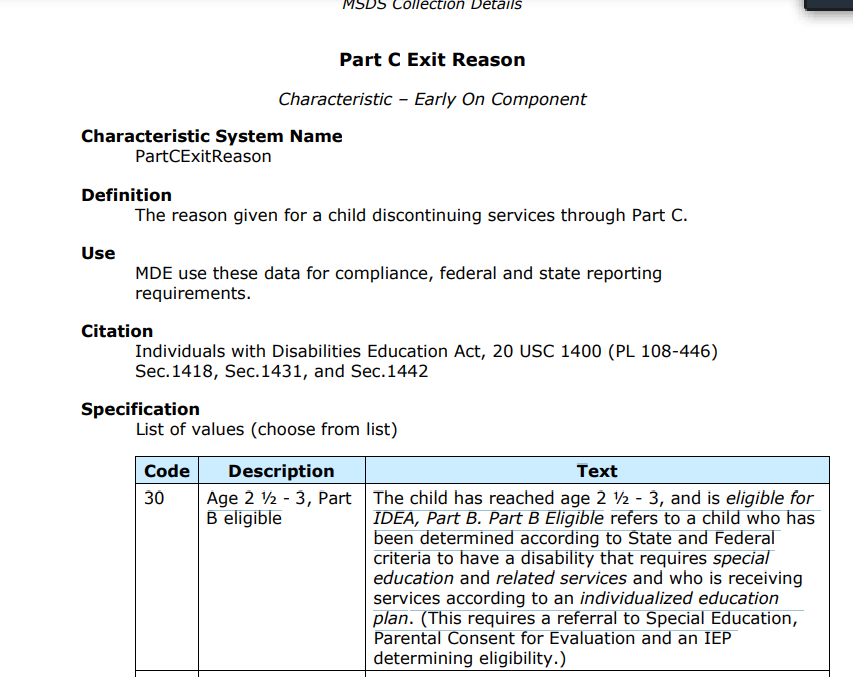 MSDS Collection Details
Part C Exit Reason
Characteristic – Early On Component
Characteristic System Name
PartCExitReason
Definition
The reason given for a child discontinuing services through Part C.
Use
MDE use these data for compliance, federal and state reporting
requirements.
Citation
Individuals with Disabilities Education Act, 20 USC 1400 (PL 108-446)
Sec.1418, Sec.1431, and Sec.1442
Specification
List of values (choose from list)
Code Description Text
30 Age 2 ½ - 3, Part The child has reached age 2 ½ - 3, and is eligible for
B eligible IDEA, Part B. Part B Eligible refers to a child who has
been determined according to State and Federal
criteria to have a disability that requires special
education and related services and who is receiving
services according to an individualized education
plan. (This requires a referral to Special Education,
Parental Consent for Evaluation and an IEP
determining eligibility.)